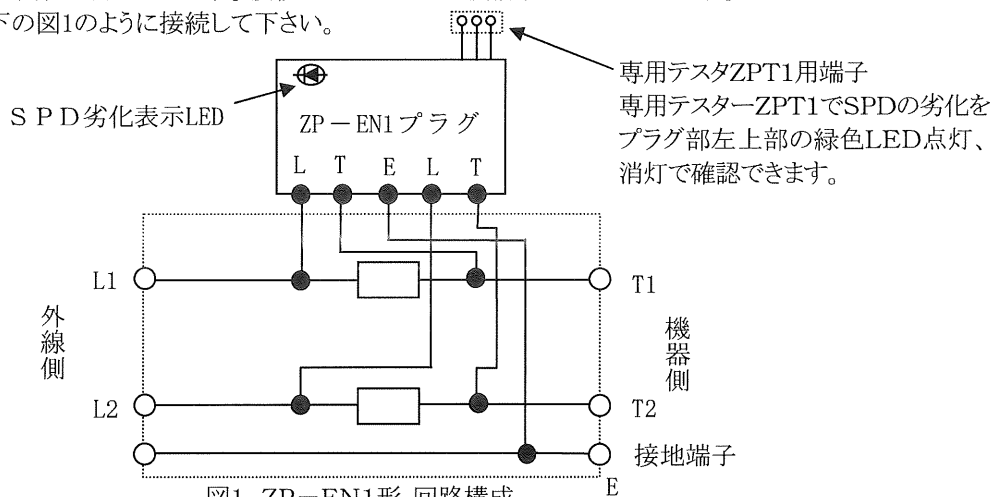 下の図1のように接続して下さい。
専用テスタZPT1用端子
専用テスターZPT1でSPDの劣化を
プラグ部左上部の緑色LED点灯、
消灯で確認できます。
ＳＰＤ劣化表示LED
ZP－EN1プラグ
L T E L T
L1
T1
外線側
機器側
L2
T2
接地端子
E
図1 ZP－EN1形 回路構成